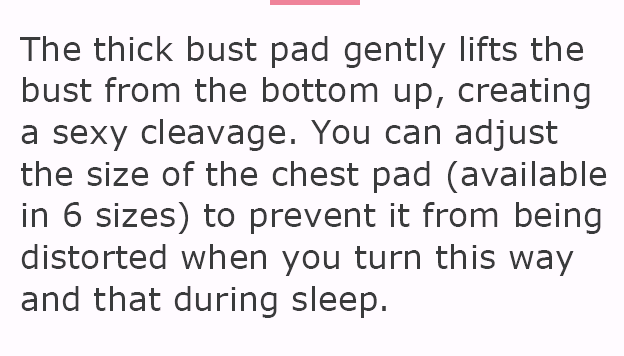 The thick bust pad gently lifts the
bust from the bottom up, creating
a sexy cleavage. You can adjust
the size of the chest pad (available
in 6 sizes) to prevent it from being
distorted when you turn this way
and that during sleep.